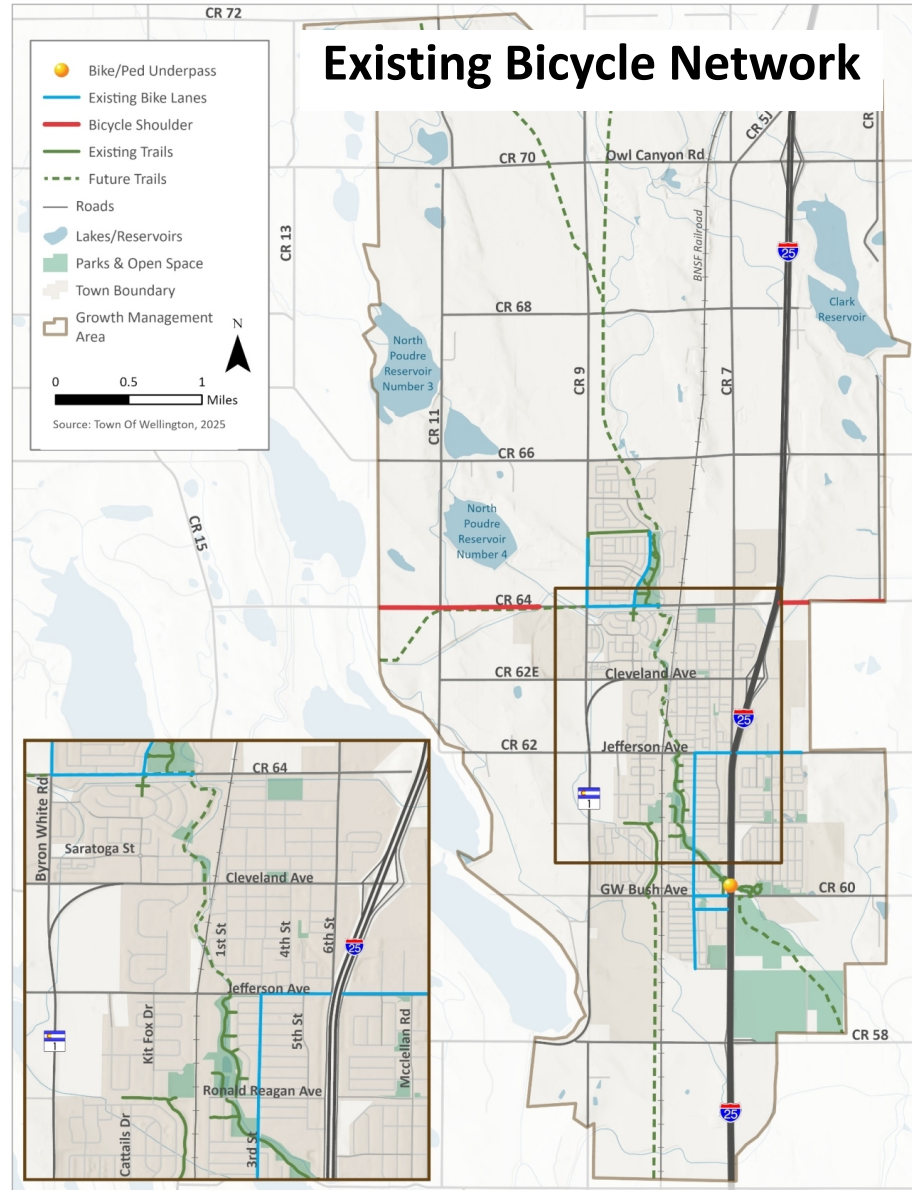 CR 72
Existing Bicycle Network
Bike/Ped Underpass
Existing Bike Lanes
Bicycle Shoulder
Existing Trails
Future Trails
Roads
Lakes/Reservoirs
Parks & Open Space
Town Boundary
Growth Management
Area
N
0 0.5 1
Miles
Source: Town Of Wellington, 2025
CR 13
CR 5J
CR
CR 70
Owl Canyon Rd
BNSF Railroad
25
Clark
Reservoir
CR 68
North
Poudre
Reservoir
Number 3
CR 9
CR 7
CR 11
CR 66
CR 15
North
Poudre
Reservoir
Number 4
CR 64
CR 62E
Cleveland Ave
25
CR 62
Jefferson Ave
1
GW Bush Ave
CR 60
CR 58
25
CR 64
Byron White Rd
Saratoga St
Cleveland Ave
1st St
4th St
6th St
25
Jefferson Ave
1
Kit Fox Dr
5th St
Mcclellan Rd
Ronald Reagan Ave
Cattails Dr
3rd St